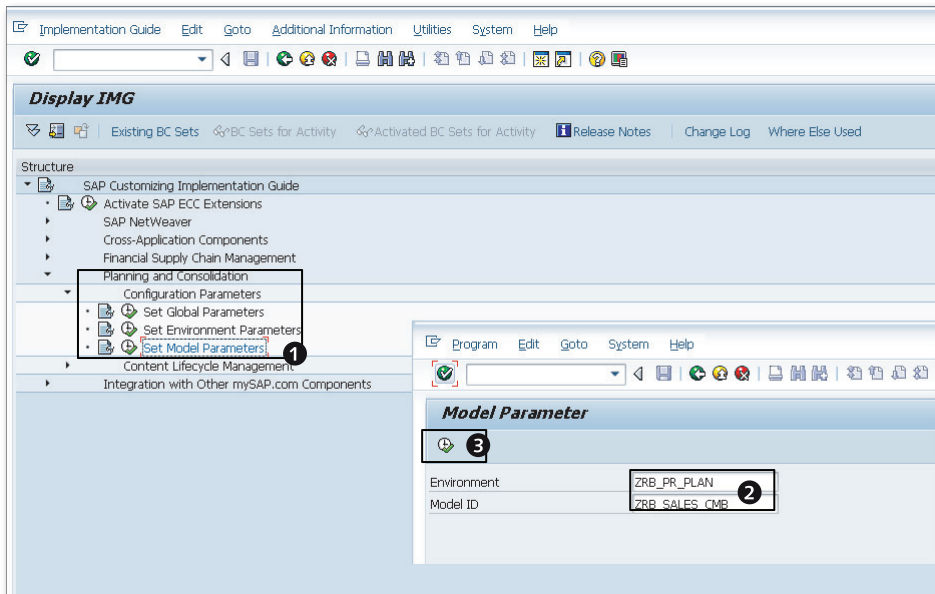 Implementation Guide Edit Goto Additional Information Utilities System Help
Display IMG
Existing BC Sets BC Sets for Activity Activated BC Sets for Activity Release Notes Change Log Where Else Used
Structure
SAP Customizing Implementation Guide
Activate SAP ECC Extensions
SAP NetWeaver
Cross-Application Components
Financial Supply Chain Management
Planning and Consolidation
Configuration Parameters
Set Global Parameters
Set Environment Parameters
Set Model Parameters
1
Content Lifecycle Management
Integration with Other mySAP.com Components
Program Edit Goto System Help
Model Parameter
3
Environment ZRB_PR_PLAN
2
Model ID ZRB_SALES_CMB